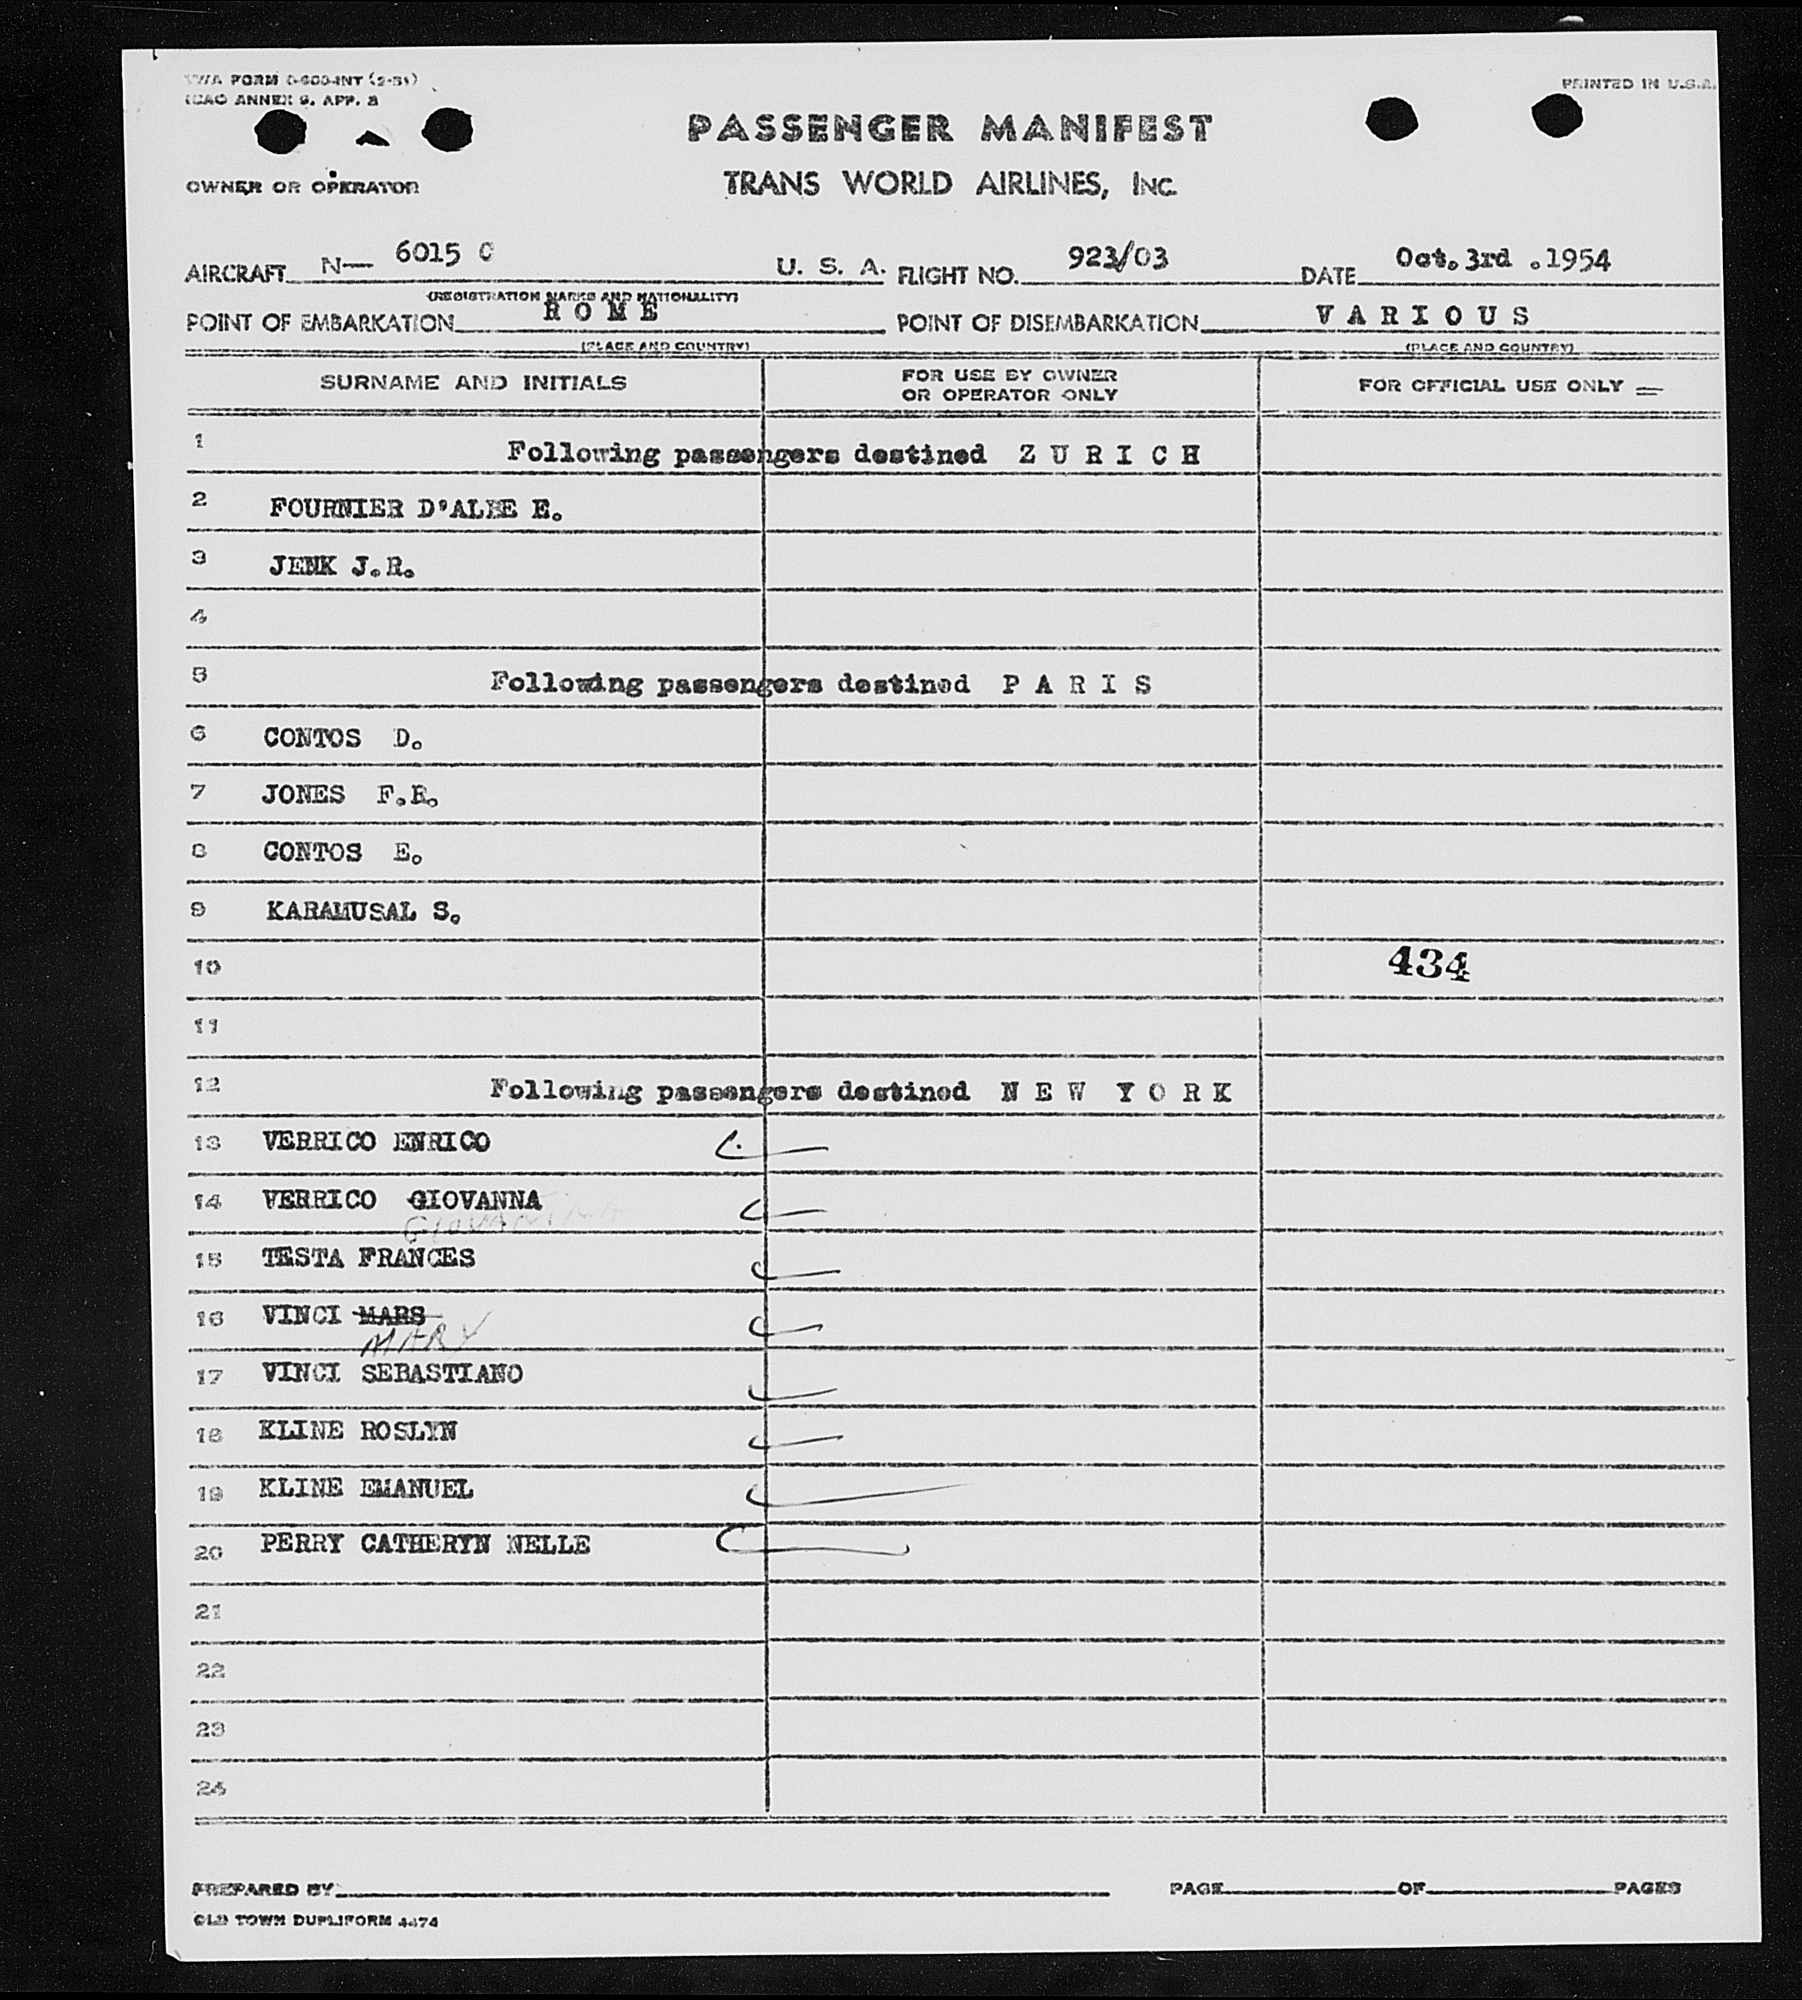 TWA FORM 0-600-INT (2-51)
ICAO ANNEX 9, APP. 2
PRINTED IN U.S.A.
PASSENGER MANIFEST
OWNER OR OPERATOR TRANS WORLD AIRLINES, INC.
AIRCRAFT N— 6015 C U. S. A. FLIGHT NO. 923/03 DATE Oct. 3rd .1954
(REGISTRATION MARKS AND NATIONALITY)
POINT OF EMBARKATION R O M E POINT OF DISEMBARKATION V A R I O U S
(PLACE AND COUNTRY) (PLACE AND COUNTRY)
SURNAME AND INITIALS FOR USE BY OWNER OR OPERATOR ONLY FOR OFFICIAL USE ONLY
1 Following passengers destined Z U R I C H
2 FOURNIER D'ALBE E.
3 JENK J.R.
4
5 Following passengers destined P A R I S
6 CONTOS D.
7 JONES F.R.
8 CONTOS E.
9 KARAMUSAL S.
10 434
11
12 Following passengers destined N E W Y O R K
13 VERRICO ENRICO
14 VERRICO GIOVANNA
GIOVANNINA
15 TESTA FRANCES
16 VINCI MARS
MARY
17 VINCI SEBASTIANO
18 KLINE ROSLYN
19 KLINE EMANUEL
20 PERRY CATHERYN NELLE
21
22
23
24
PREPARED BY PAGE OF PAGES
OLD TOWN DUPLIFORM 4474